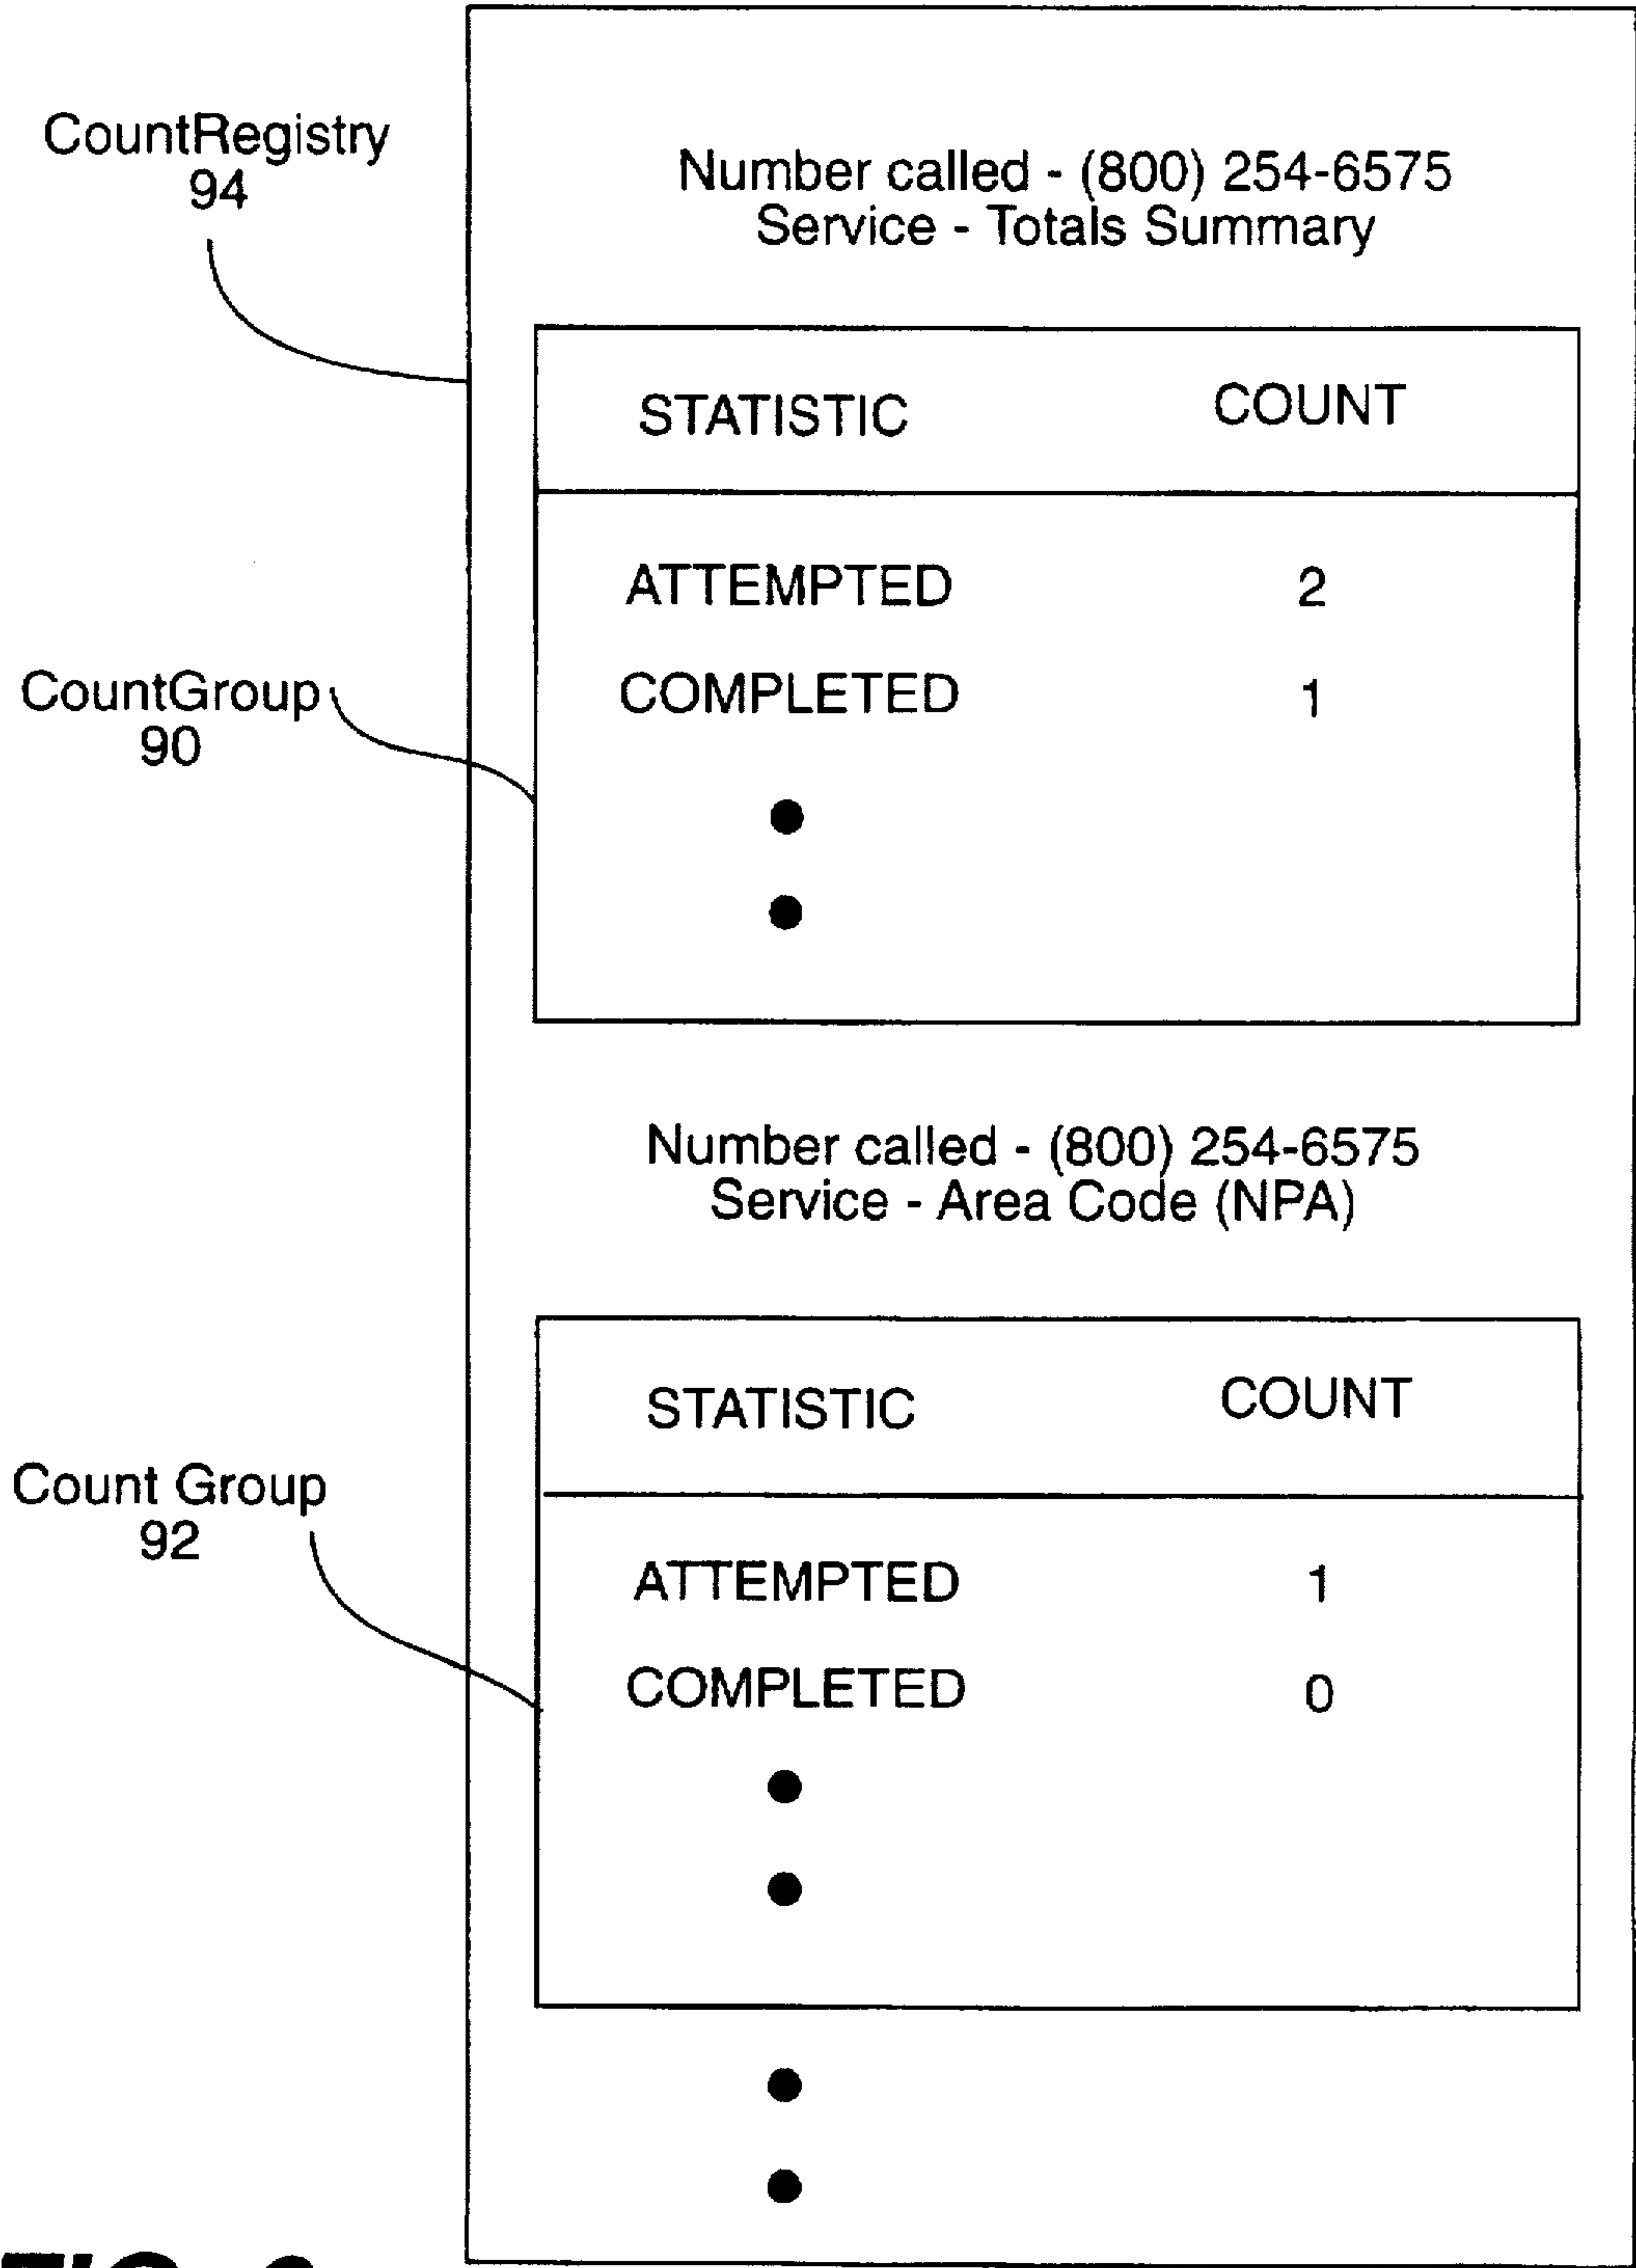 CountRegistry
94
Number called - (800) 254-6575
Service - Totals Summary
STATISTIC COUNT
ATTEMPTED 2
COMPLETED 1
CountGroup
90
Number called - (800) 254-6575
Service - Area Code (NPA)
STATISTIC COUNT
Count Group
92
ATTEMPTED 1
COMPLETED 0